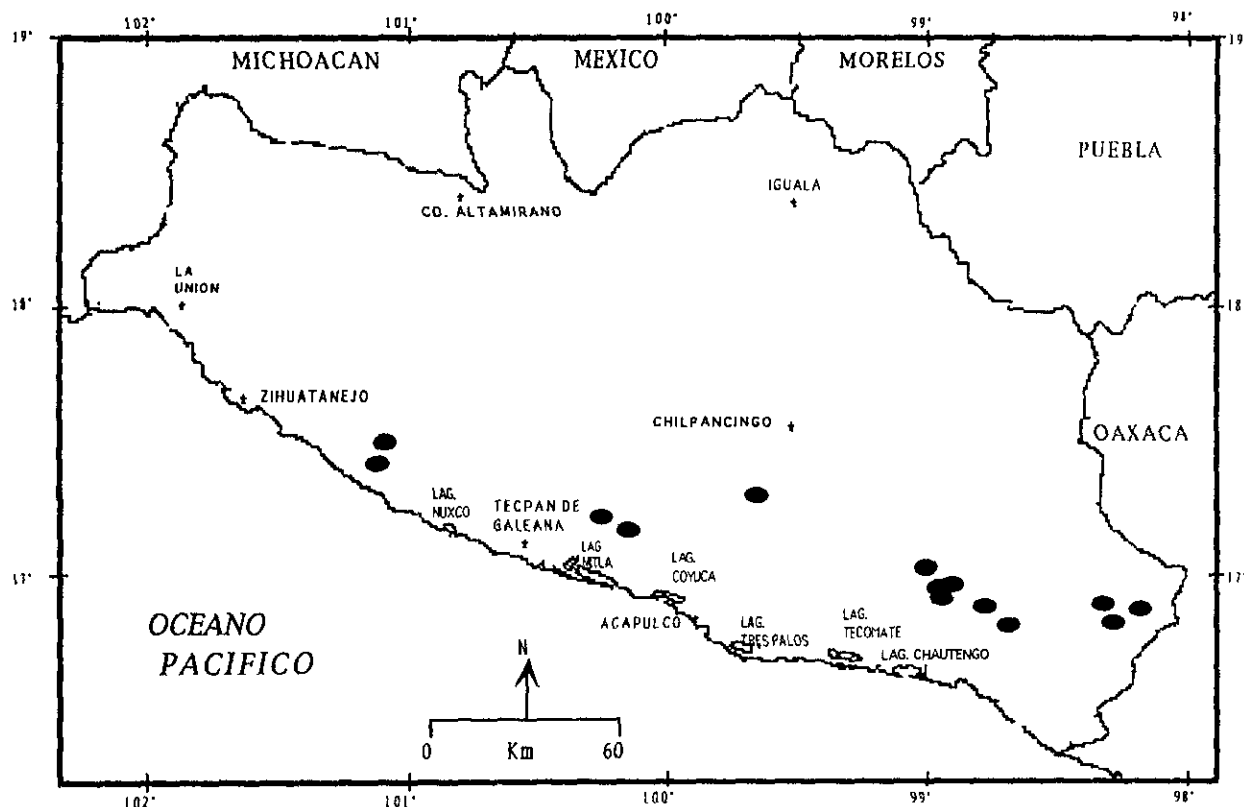 102°
101°
100°
99°
98°
19°
19
MICHOACAN
MEXICO
MORELOS
PUEBLA
IGUALA
CD. ALTAMIRANO
LA
UNION
18°
18
ZIHUATANEJO
CHILPANCINGO
OAXACA
LAG.
NUXCO
TECPAN DE
GALEANA
LAG
MITLA
LAG.
COYUCA
17°
17
ACAPULCO
LAG.
TRES PALOS
LAG.
TECOMATE
LAG. CHAUTENGO
OCEANO
PACIFICO
N
0 Km 60
102°
101°
100°
99°
98